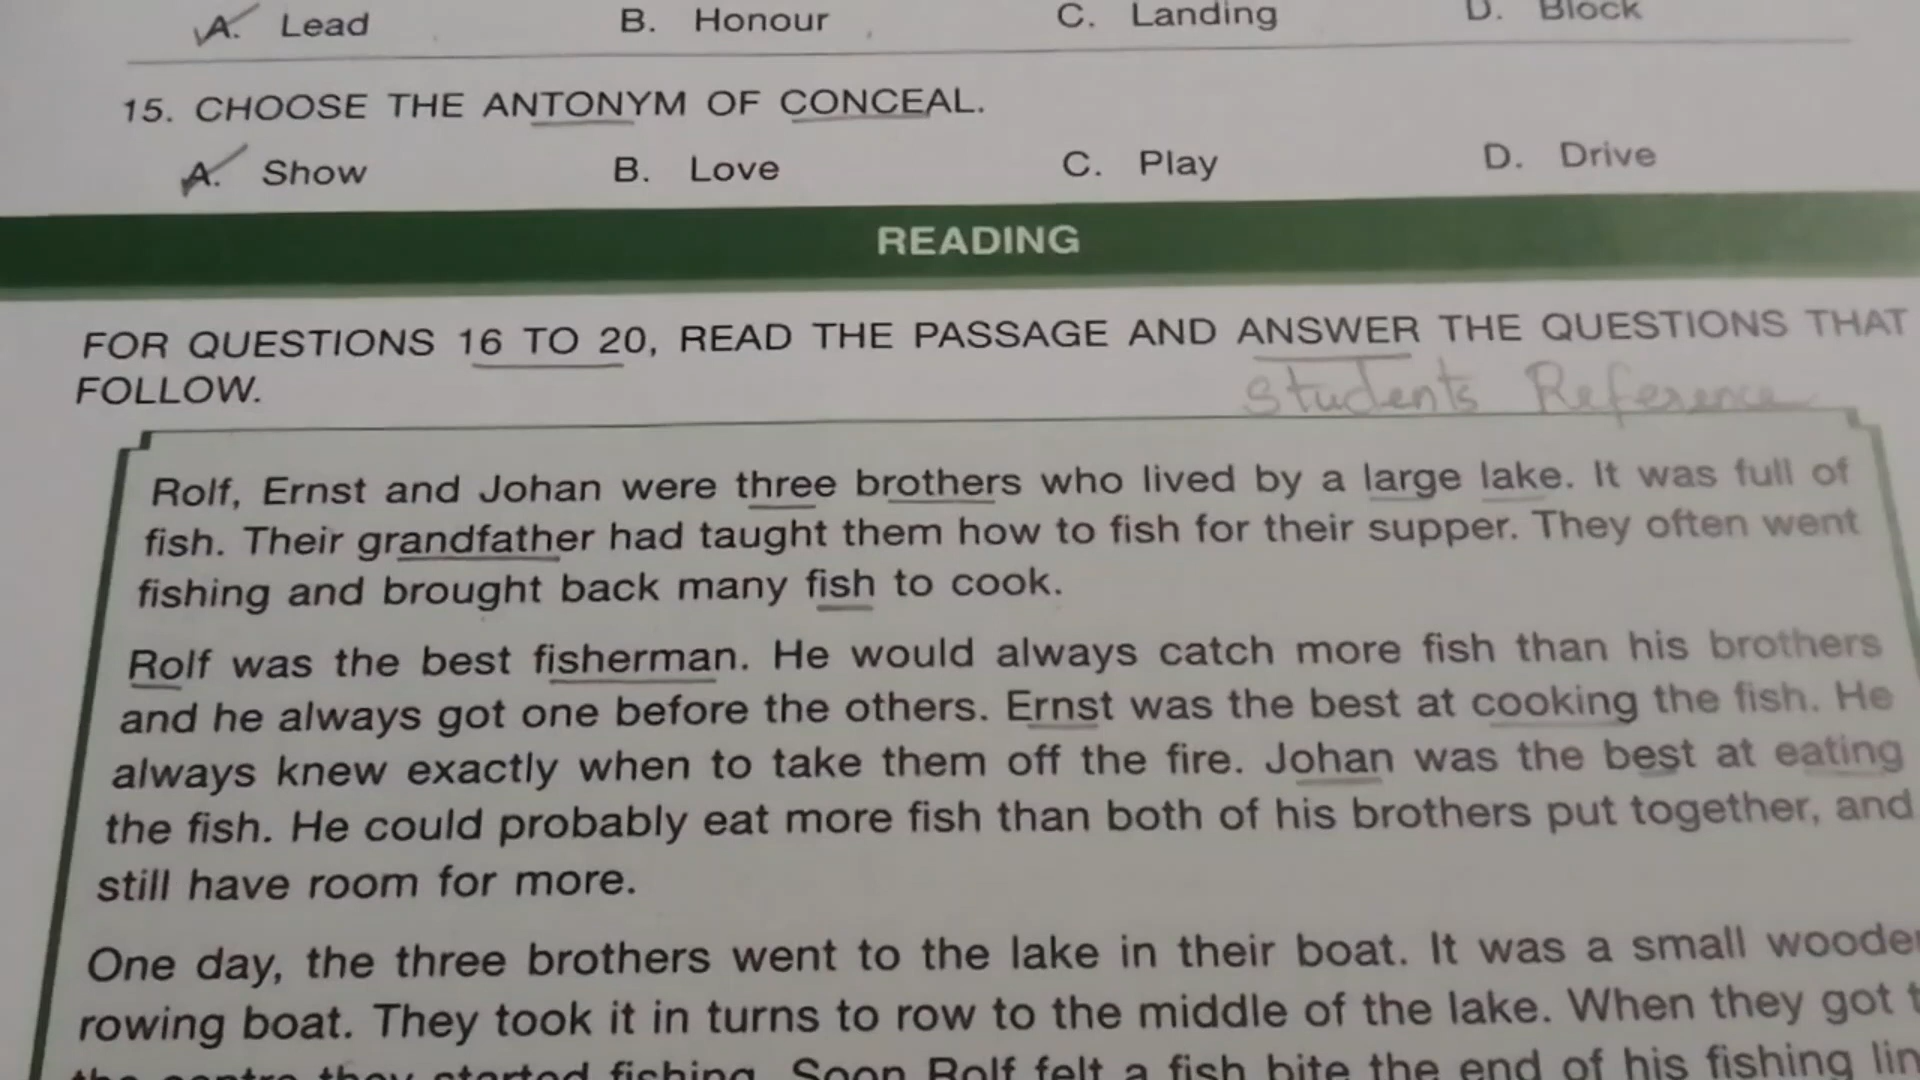 A. Lead B. Honour C. Landing D. Block
15. CHOOSE THE ANTONYM OF CONCEAL.
A. Show B. Love C. Play D. Drive
READING
FOR QUESTIONS 16 TO 20, READ THE PASSAGE AND ANSWER THE QUESTIONS THAT
FOLLOW.
Students Reference
Rolf, Ernst and Johan were three brothers who lived by a large lake. It was full of
fish. Their grandfather had taught them how to fish for their supper. They often went
fishing and brought back many fish to cook.
Rolf was the best fisherman. He would always catch more fish than his brothers
and he always got one before the others. Ernst was the best at cooking the fish. He
always knew exactly when to take them off the fire. Johan was the best at eating
the fish. He could probably eat more fish than both of his brothers put together, and
still have room for more.
One day, the three brothers went to the lake in their boat. It was a small
rowing boat. They took it in turns to row to the middle of the lake. When they got
the centre they started fishing. Soon Rolf felt a fish bite the end of his fishing